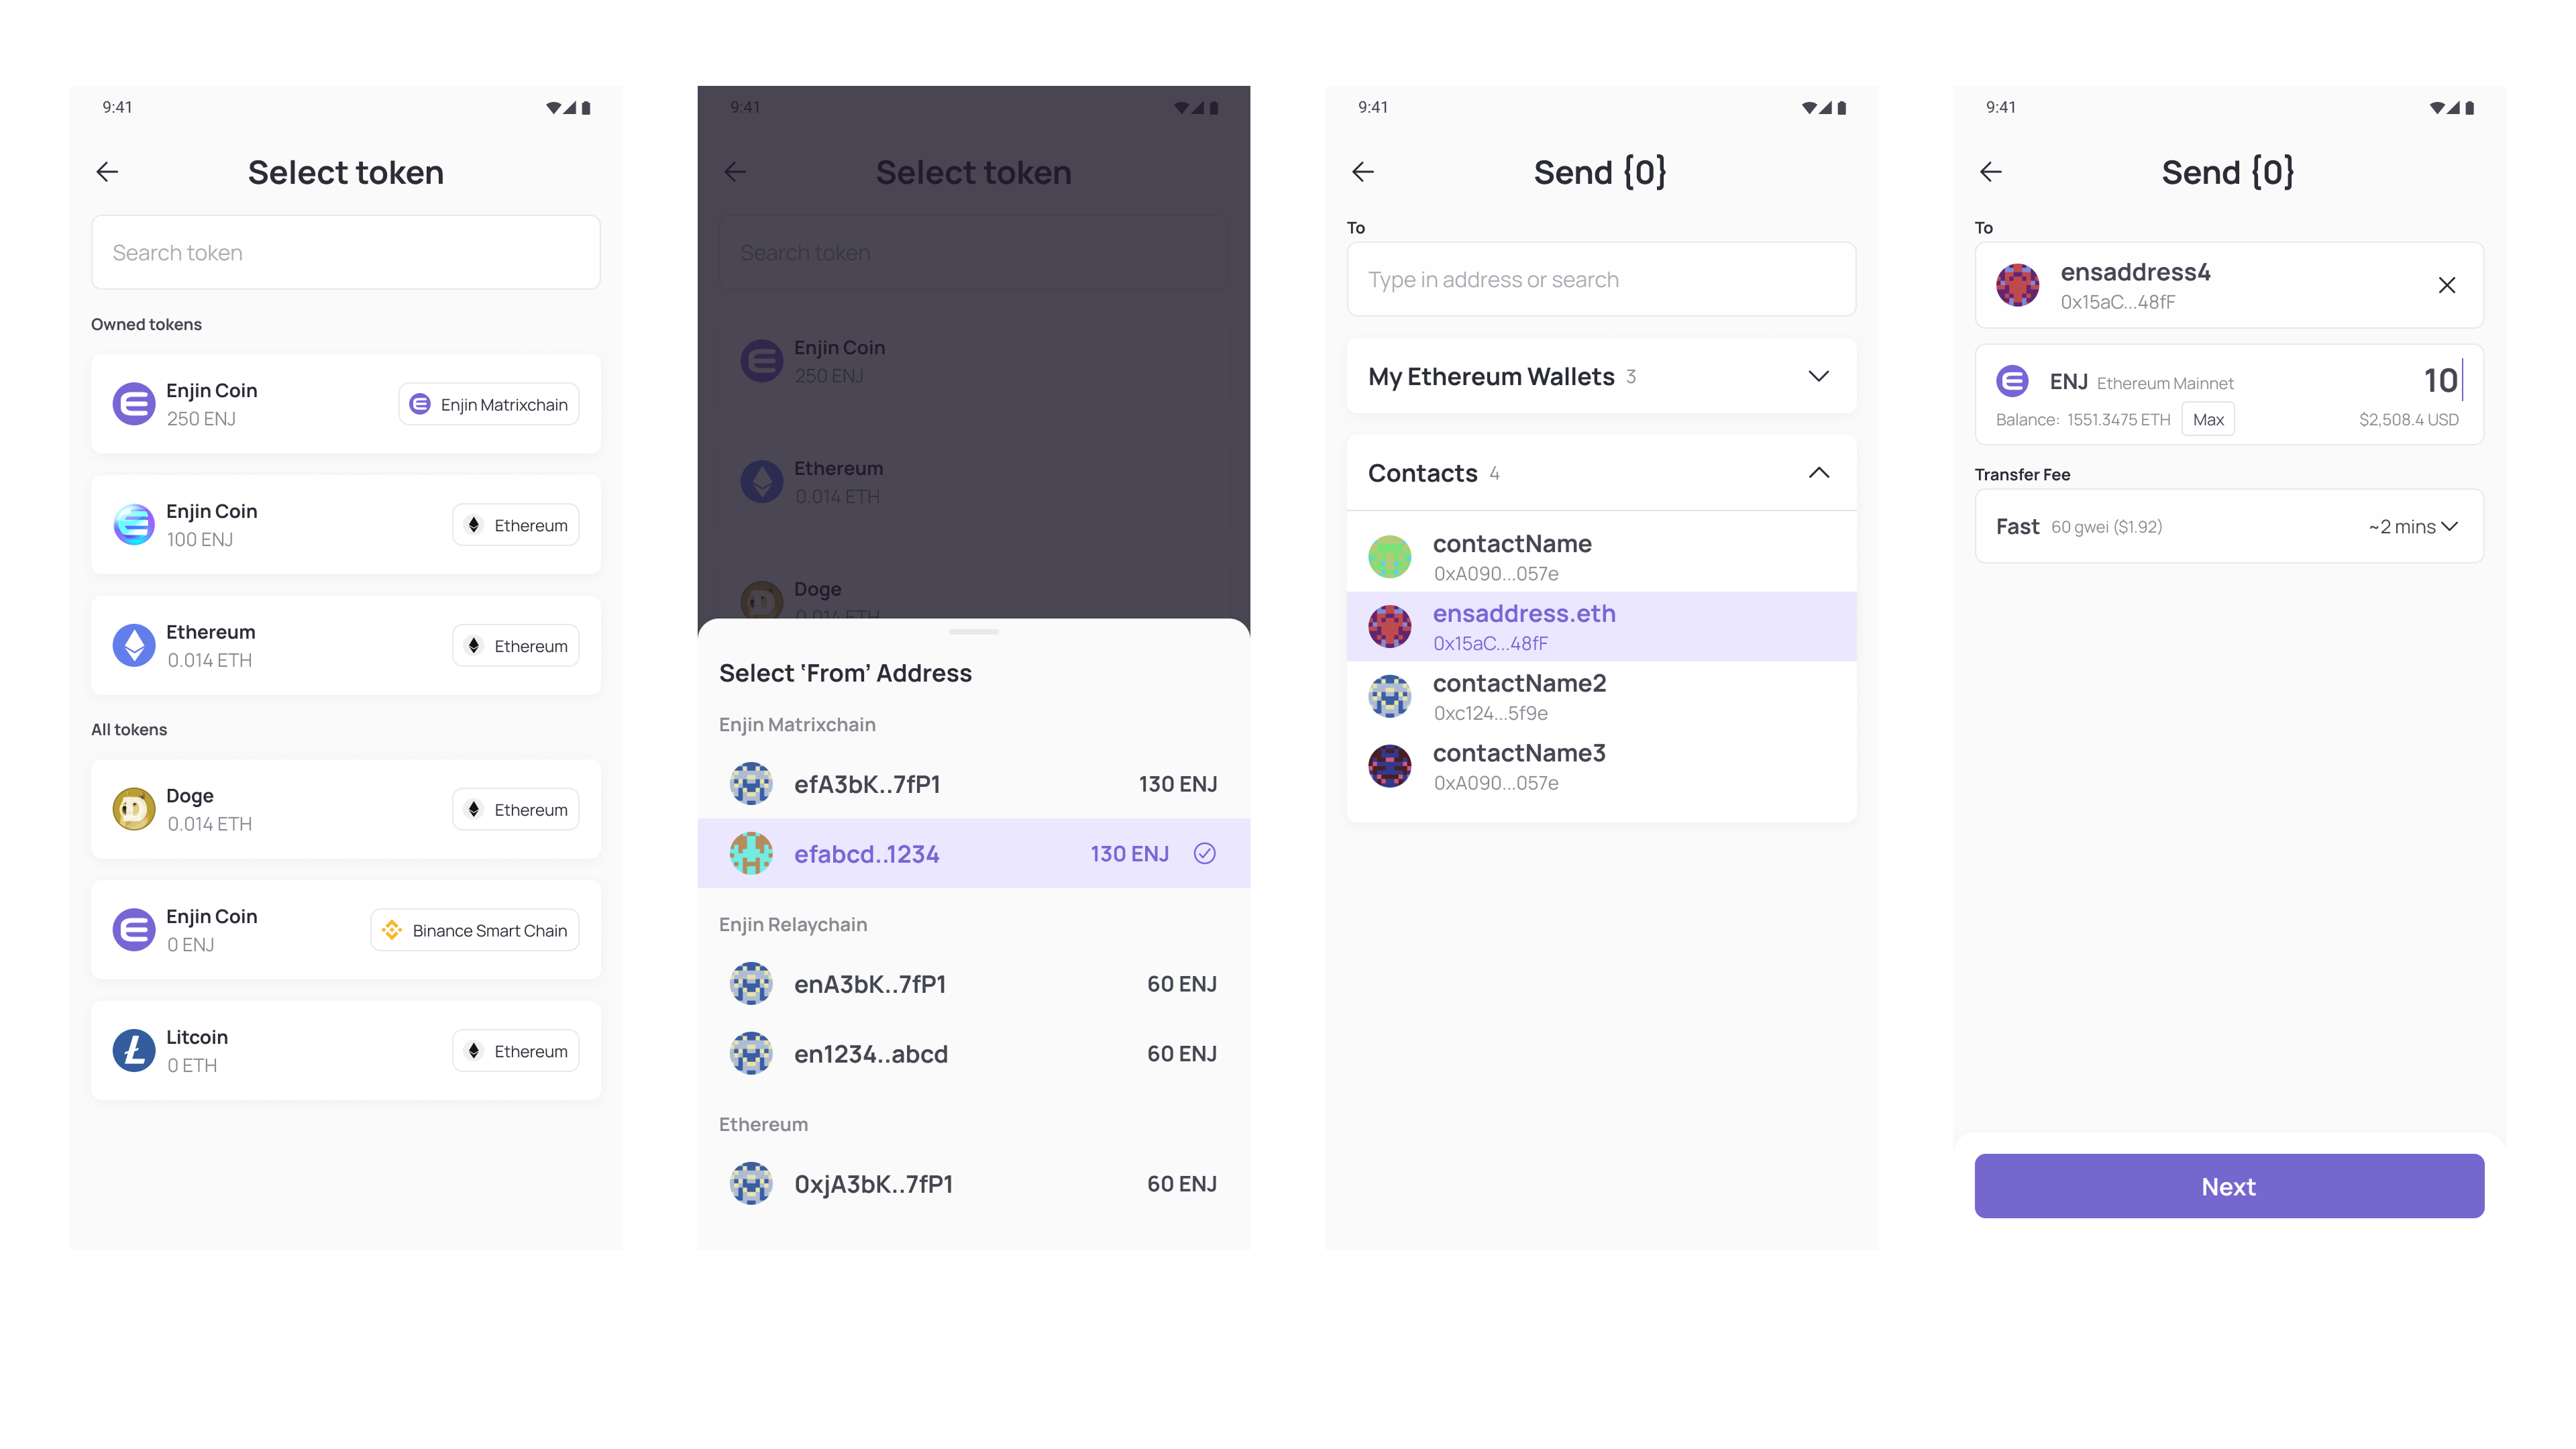 9:41
Select token
Search token
Owned tokens
Enjin Coin
250 ENJ
Enjin Matrixchain
Enjin Coin
100 ENJ
Ethereum
Ethereum
0.014 ETH
Ethereum
All tokens
Doge
0.014 ETH
Ethereum
Enjin Coin
0 ENJ
Binance Smart Chain
Litcoin
0 ETH
Ethereum
9:41
Select token
Search token
Enjin Coin
250 ENJ
Ethereum
0.014 ETH
Doge
0.014 ETH
Select ‘From’ Address
Enjin Matrixchain
efA3bK..7fP1
130 ENJ
efabcd..1234
130 ENJ
Enjin Relaychain
enA3bK..7fP1
60 ENJ
en1234..abcd
60 ENJ
Ethereum
0xjA3bK..7fP1
60 ENJ
9:41
Send {0}
To
Type in address or search
My Ethereum Wallets 3
Contacts 4
contactName
0xA090...057e
ensaddress.eth
0x15aC...48fF
contactName2
0xc124...5f9e
contactName3
0xA090...057e
9:41
Send {0}
To
ensaddress4
0x15aC...48fF
ENJ Ethereum Mainnet
10
Balance: 1551.3475 ETH Max
$2,508.4 USD
Transfer Fee
Fast 60 gwei ($1.92)
~2 mins
Next